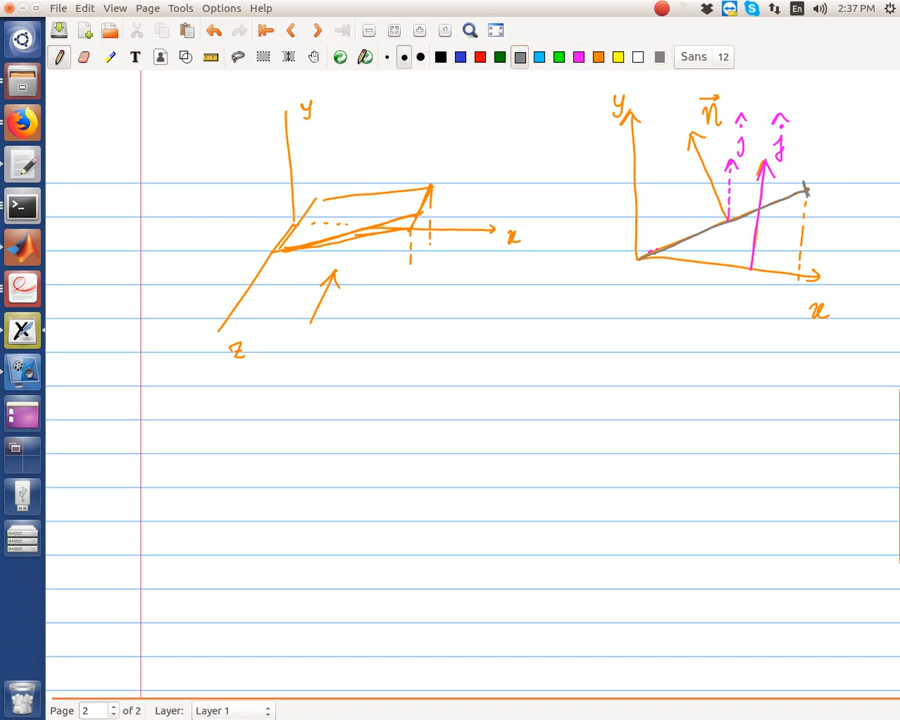 File Edit View Page Tools Options Help
En 2:37 PM
T Sans 12
y
x
z
y
n
j
j
x
Page 2 of 2 Layer: Layer 1